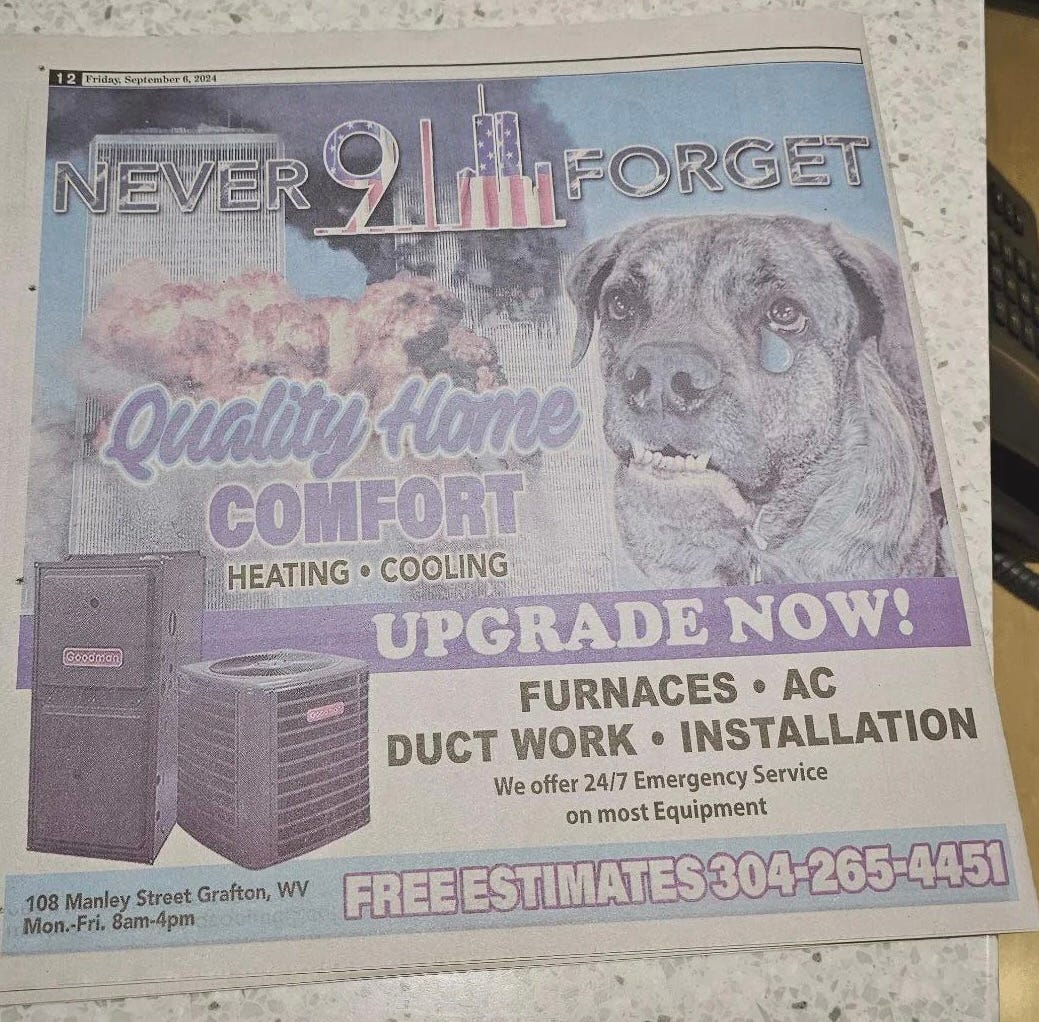 12 Friday, September 6, 2024
NEVER 911 FORGET
Quality Home
COMFORT
HEATING • COOLING
UPGRADE NOW!
Goodman
Goodman
FURNACES • AC
DUCT WORK • INSTALLATION
We offer 24/7 Emergency Service
on most Equipment
108 Manley Street Grafton, WV
Mon.-Fri. 8am-4pm
FREE ESTIMATES 304-265-4451